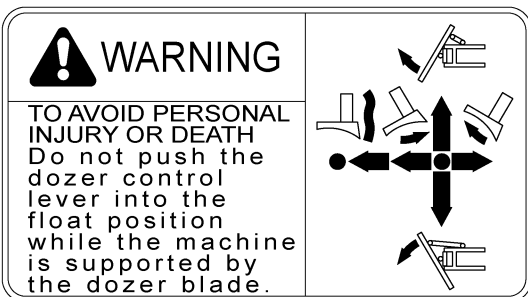 WARNING
TO AVOID PERSONAL
INJURY OR DEATH
Do not push the
dozer control
lever into the
float position
while the machine
is supported by
the dozer blade.